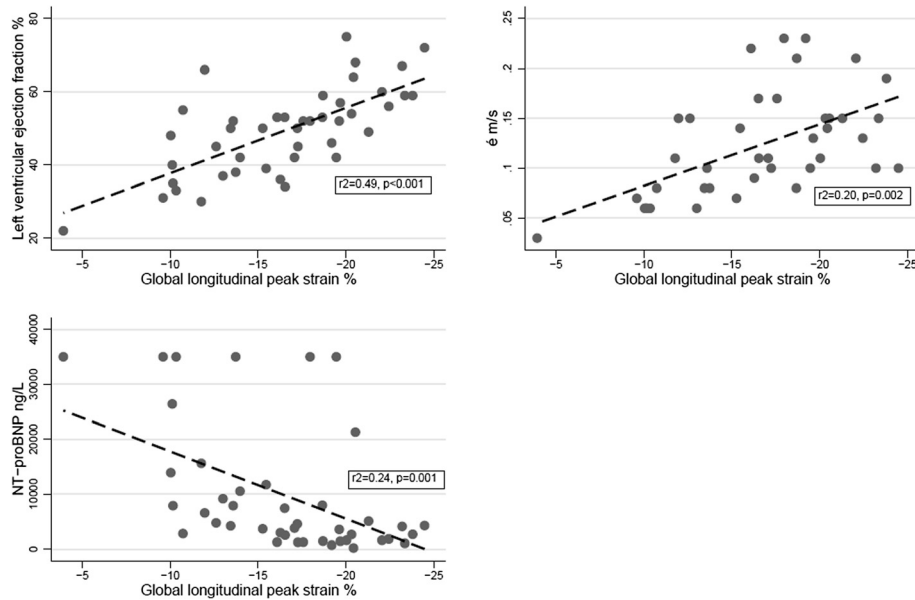 Left ventricular ejection fraction %
80
60
40
20
r2=0.49, p<0.001
−5 −10 −15 −20 −25
Global longitudinal peak strain %
é m/s
.25
.2
.15
.1
.05
r2=0.20, p=0.002
−5 −10 −15 −20 −25
Global longitudinal peak strain %
NT−proBNP ng/L
40000
30000
20000
10000
0
r2=0.24, p=0.001
−5 −10 −15 −20 −25
Global longitudinal peak strain %